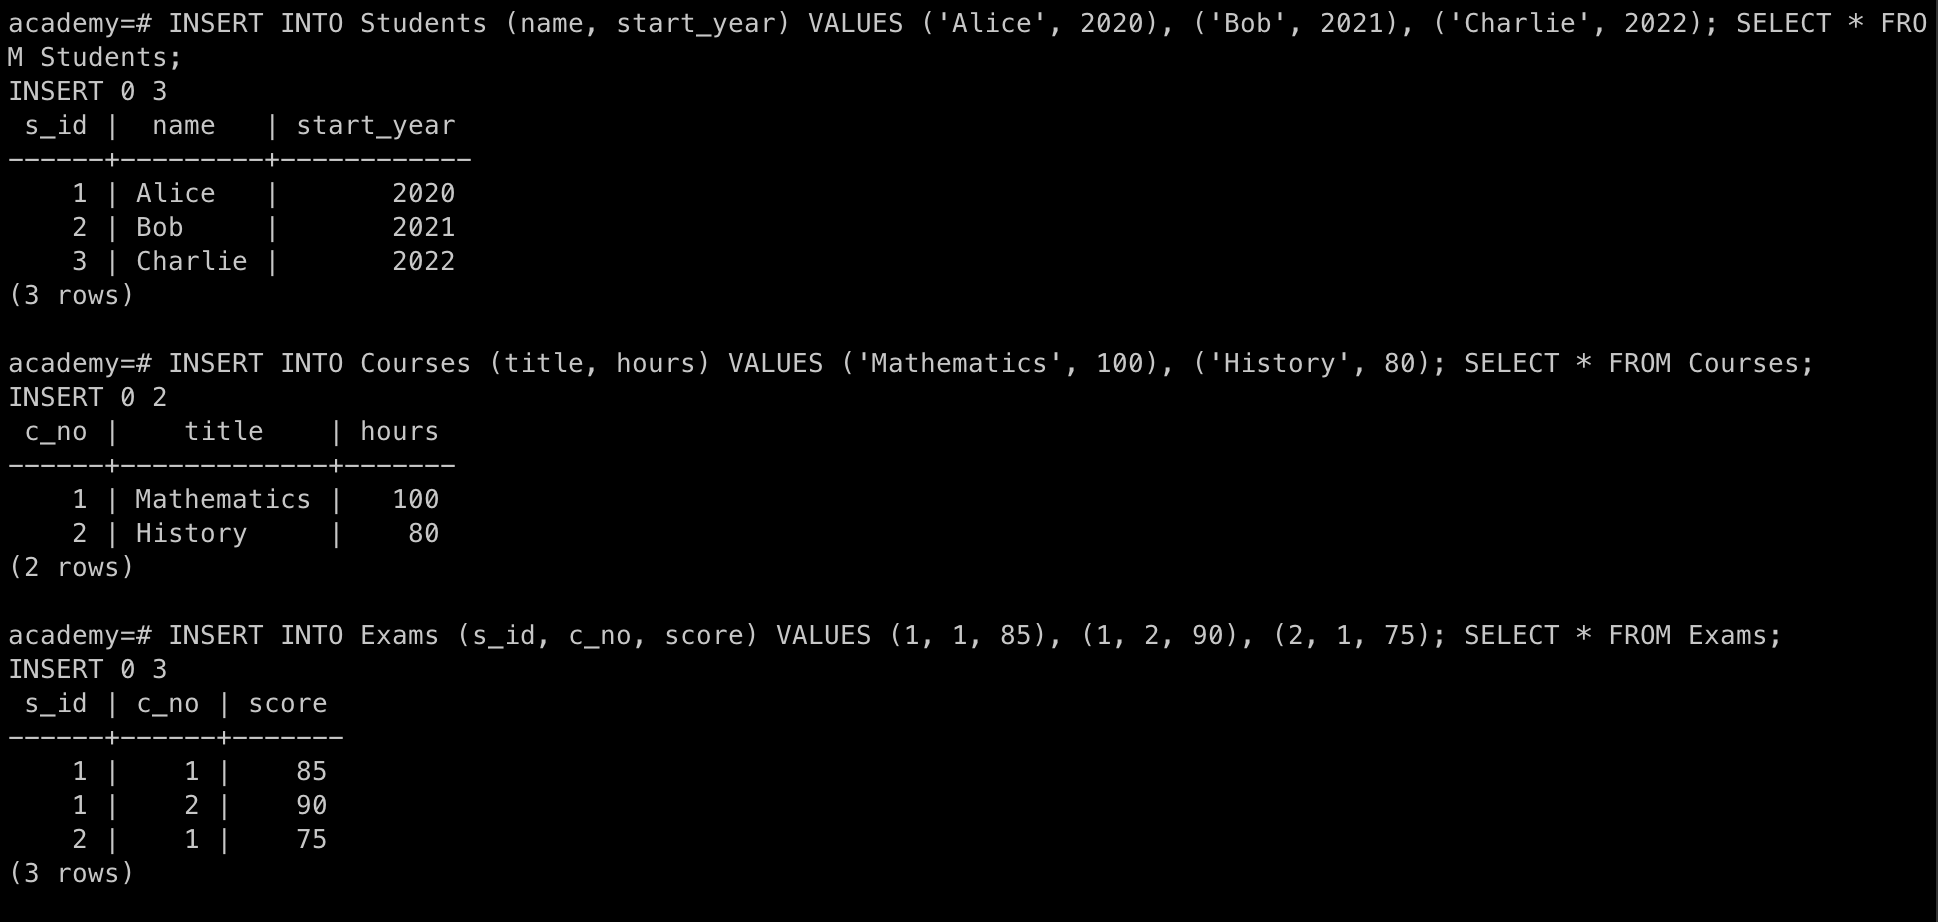 academy=# INSERT INTO Students (name, start_year) VALUES ('Alice', 2020), ('Bob', 2021), ('Charlie', 2022); SELECT * FRO
M Students;
INSERT 0 3
 s_id |  name   | start_year
------+---------+------------
    1 | Alice   |       2020
    2 | Bob     |       2021
    3 | Charlie |       2022
(3 rows)

academy=# INSERT INTO Courses (title, hours) VALUES ('Mathematics', 100), ('History', 80); SELECT * FROM Courses;
INSERT 0 2
 c_no |    title    | hours
------+-------------+-------
    1 | Mathematics |   100
    2 | History     |    80
(2 rows)

academy=# INSERT INTO Exams (s_id, c_no, score) VALUES (1, 1, 85), (1, 2, 90), (2, 1, 75); SELECT * FROM Exams;
INSERT 0 3
 s_id | c_no | score
------+------+-------
    1 |    1 |    85
    1 |    2 |    90
    2 |    1 |    75
(3 rows)